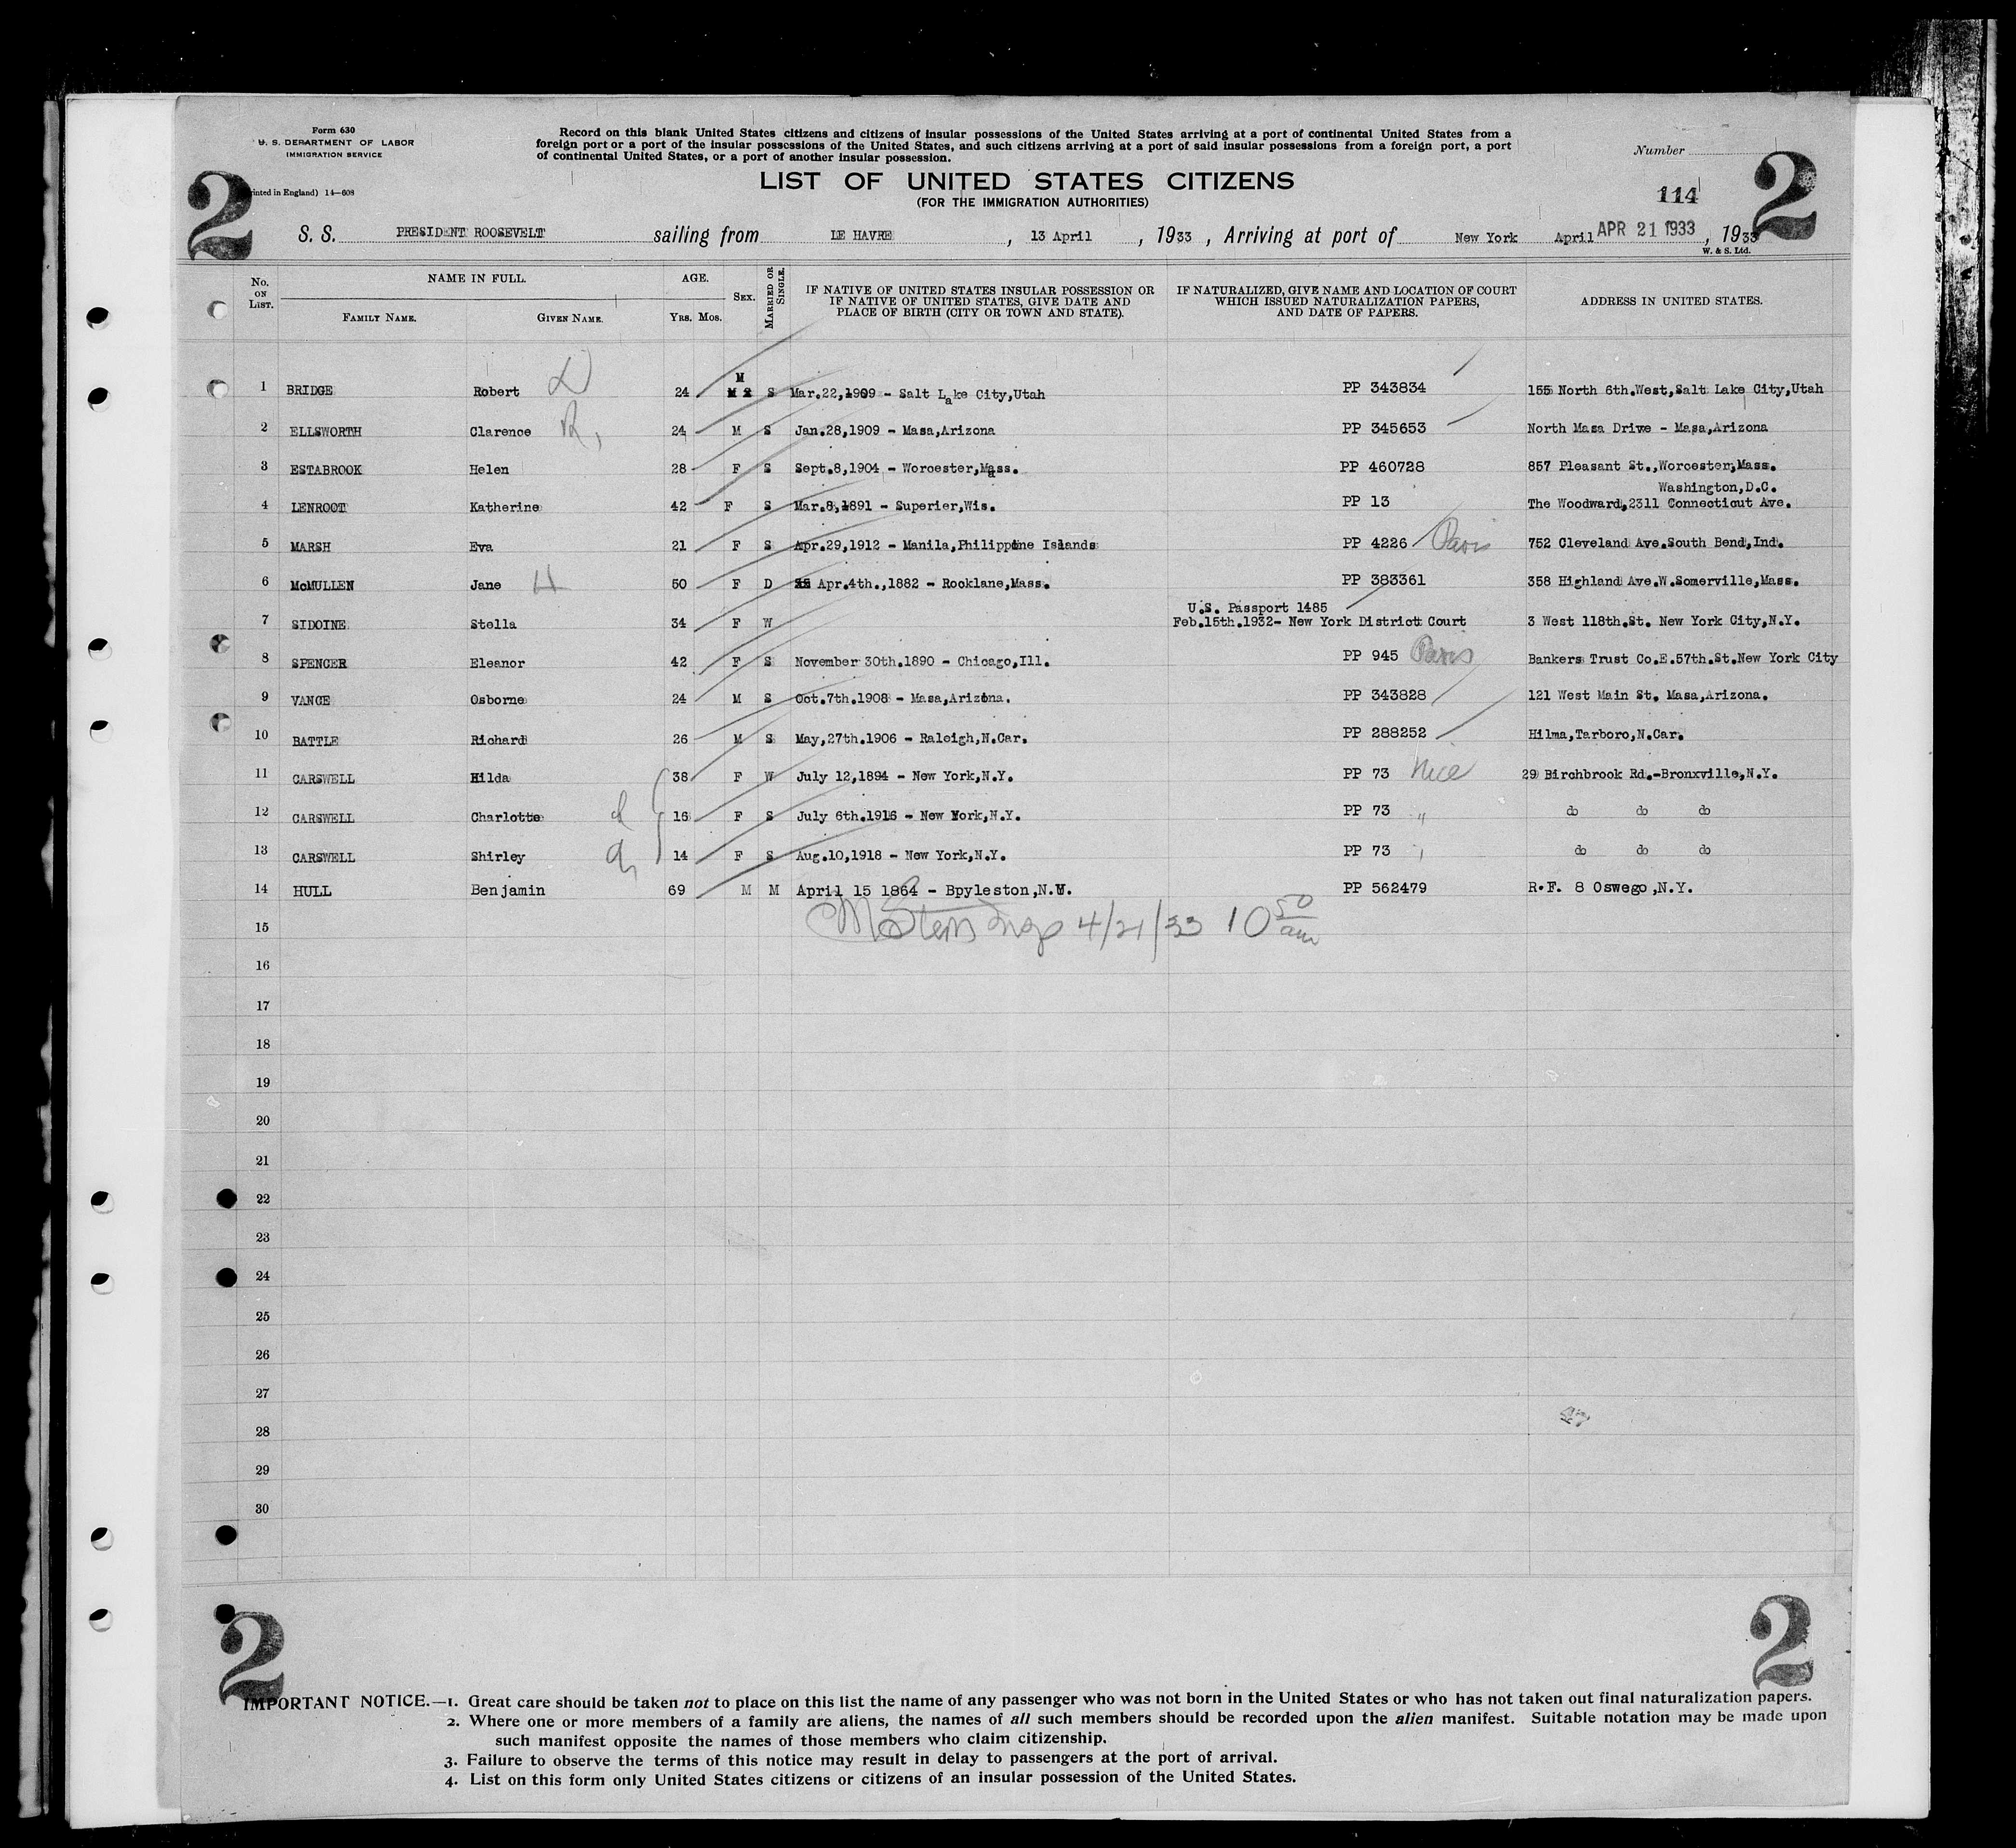 Form 630
U. S. DEPARTMENT OF LABOR
IMMIGRATION SERVICE
(Printed in England) 14—608
Record on this blank United States citizens and citizens of insular possessions of the United States arriving at a port of continental United States from a
foreign port or a port of the insular possessions of the United States, and such citizens arriving at a port of said insular possessions from a foreign port, a port
of continental United States, or a port of another insular possession.
Number
2 2
LIST OF UNITED STATES CITIZENS
(FOR THE IMMIGRATION AUTHORITIES)
114
S. S. PRESIDENT ROOSEVELT sailing from LE HAVRE, 13 April, 1933, Arriving at port of New York April APR 21 1933, 1933
W. & S. Ltd.
No. ON LIST. NAME IN FULL. FAMILY NAME. GIVEN NAME. AGE. YRS. MOS. SEX. MARRIED OR SINGLE. IF NATIVE OF UNITED STATES INSULAR POSSESSION OR IF NATIVE OF UNITED STATES, GIVE DATE AND PLACE OF BIRTH (CITY OR TOWN AND STATE). IF NATURALIZED, GIVE NAME AND LOCATION OF COURT WHICH ISSUED NATURALIZATION PAPERS, AND DATE OF PAPERS. ADDRESS IN UNITED STATES.
1 BRIDGE Robert 24 M S Mar.22,1909 - Salt Lake City,Utah PP 343834 155 North 6th.West,Salt Lake City,Utah
2 ELLSWORTH Clarence R, 24 M S Jan.28,1909 - Masa,Arizona PP 345653 North Masa Drive - Masa,Arizona
3 ESTABROOK Helen 28 F S Sept.8,1904 - Worcester,Mass. PP 460728 857 Pleasant St.,Worcester,Mass.
Washington,D.C.
4 LENROOT Katherine 42 F S Mar.8,1891 - Superier,Wis. PP 13 The Woodward,2311 Connecticut Ave.
5 MARSH Eva 21 F S Apr.29,1912 - Manila,Philippine Islands PP 4226 Paris 752 Cleveland Ave.South Bend,Ind.
6 McMULLEN Jane H 50 F D Apr.4th.,1882 - Rocklane,Mass. PP 383361 358 Highland Ave.W.Somerville,Mass.
U.S. Passport 1485
7 SIDOINE Stella 34 F W Feb.15th.1932- New York District Court 3 West 118th.St. New York City,N.Y.
8 SPENCER Eleanor 42 F S November 30th.1890 - Chicago,Ill. PP 945 Paris Bankers Trust Co.E.57th.St.New York City
9 VANCE Osborne 24 M S Oct.7th.1908 - Masa,Arizona. PP 343828 121 West Main St. Masa,Arizona.
10 BATTLE Richard 26 M S May,27th.1906 - Raleigh,N.Car. PP 288252 Hilma,Tarboro,N.Car.
11 CARSWELL Hilda 38 F W July 12,1894 - New York,N.Y. PP 73 Nice 29 Birchbrook Rd.-Bronxville,N.Y.
12 CARSWELL Charlotte 16 F S July 6th.1916 - New York,N.Y. PP 73 " do do do
13 CARSWELL Shirley 14 F S Aug.10,1918 - New York,N.Y. PP 73 do do do
14 HULL Benjamin 69 M M April 15 1864 - Bpyleston,N.Y. PP 562479 R.F. 8 Oswego,N.Y.
15 4/21/33 10 50 am
16
17
18
19
20
21
22
23
24
25
26
27
28
29
30
2 2
IMPORTANT NOTICE.—1. Great care should be taken not to place on this list the name of any passenger who was not born in the United States or who has not taken out final naturalization papers.
2. Where one or more members of a family are aliens, the names of all such members should be recorded upon the alien manifest. Suitable notation may be made upon
such manifest opposite the names of those members who claim citizenship.
3. Failure to observe the terms of this notice may result in delay to passengers at the port of arrival.
4. List on this form only United States citizens or citizens of an insular possession of the United States.